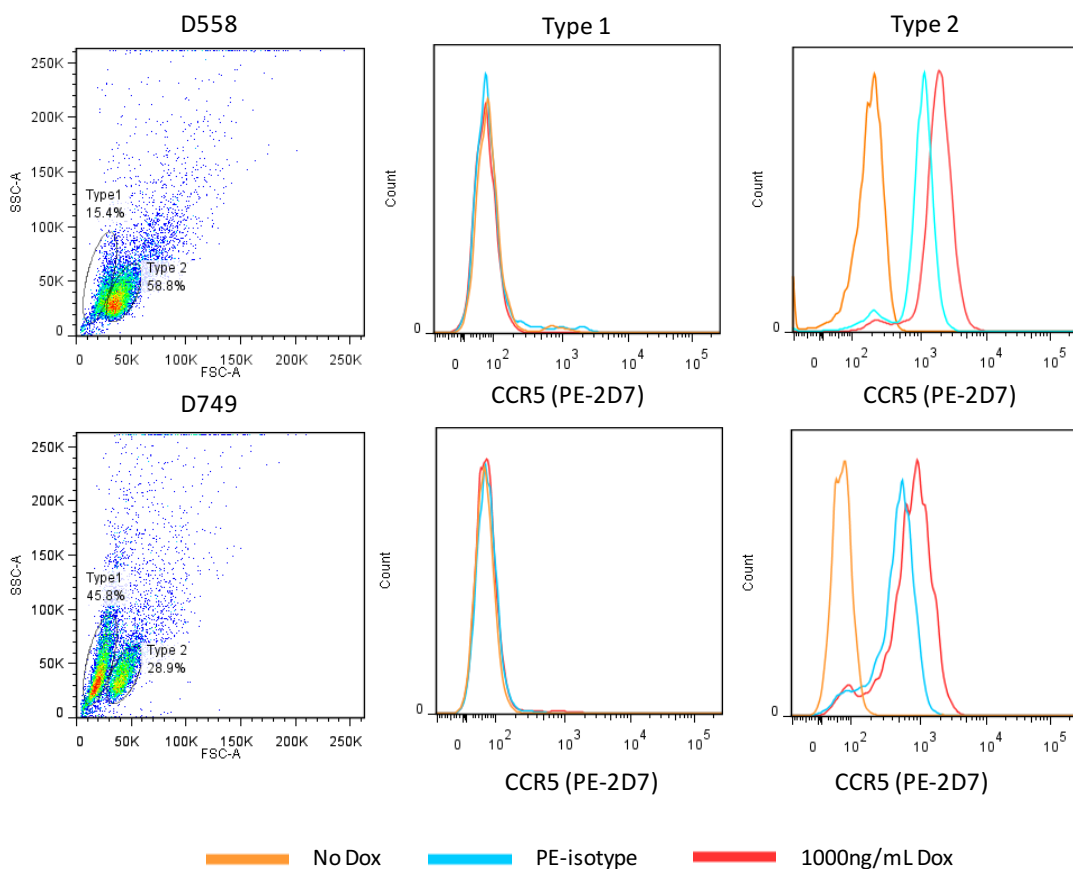 D558
Type 1
Type 2
250K
200K
150K
100K
50K
0
SSC-A
Type1
15.4%
Type 2
58.8%
0
50K
100K
150K
200K
250K
FSC-A
Count
0
0
10²
10³
10⁴
10⁵
CCR5 (PE-2D7)
Count
0
0
10²
10³
10⁴
10⁵
CCR5 (PE-2D7)
D749
250K
200K
150K
100K
50K
0
SSC-A
Type1
45.8%
Type 2
28.9%
0
50K
100K
150K
200K
250K
FSC-A
Count
0
0
10²
10³
10⁴
10⁵
CCR5 (PE-2D7)
Count
0
0
10²
10³
10⁴
10⁵
CCR5 (PE-2D7)
No Dox
PE-isotype
1000ng/mL Dox